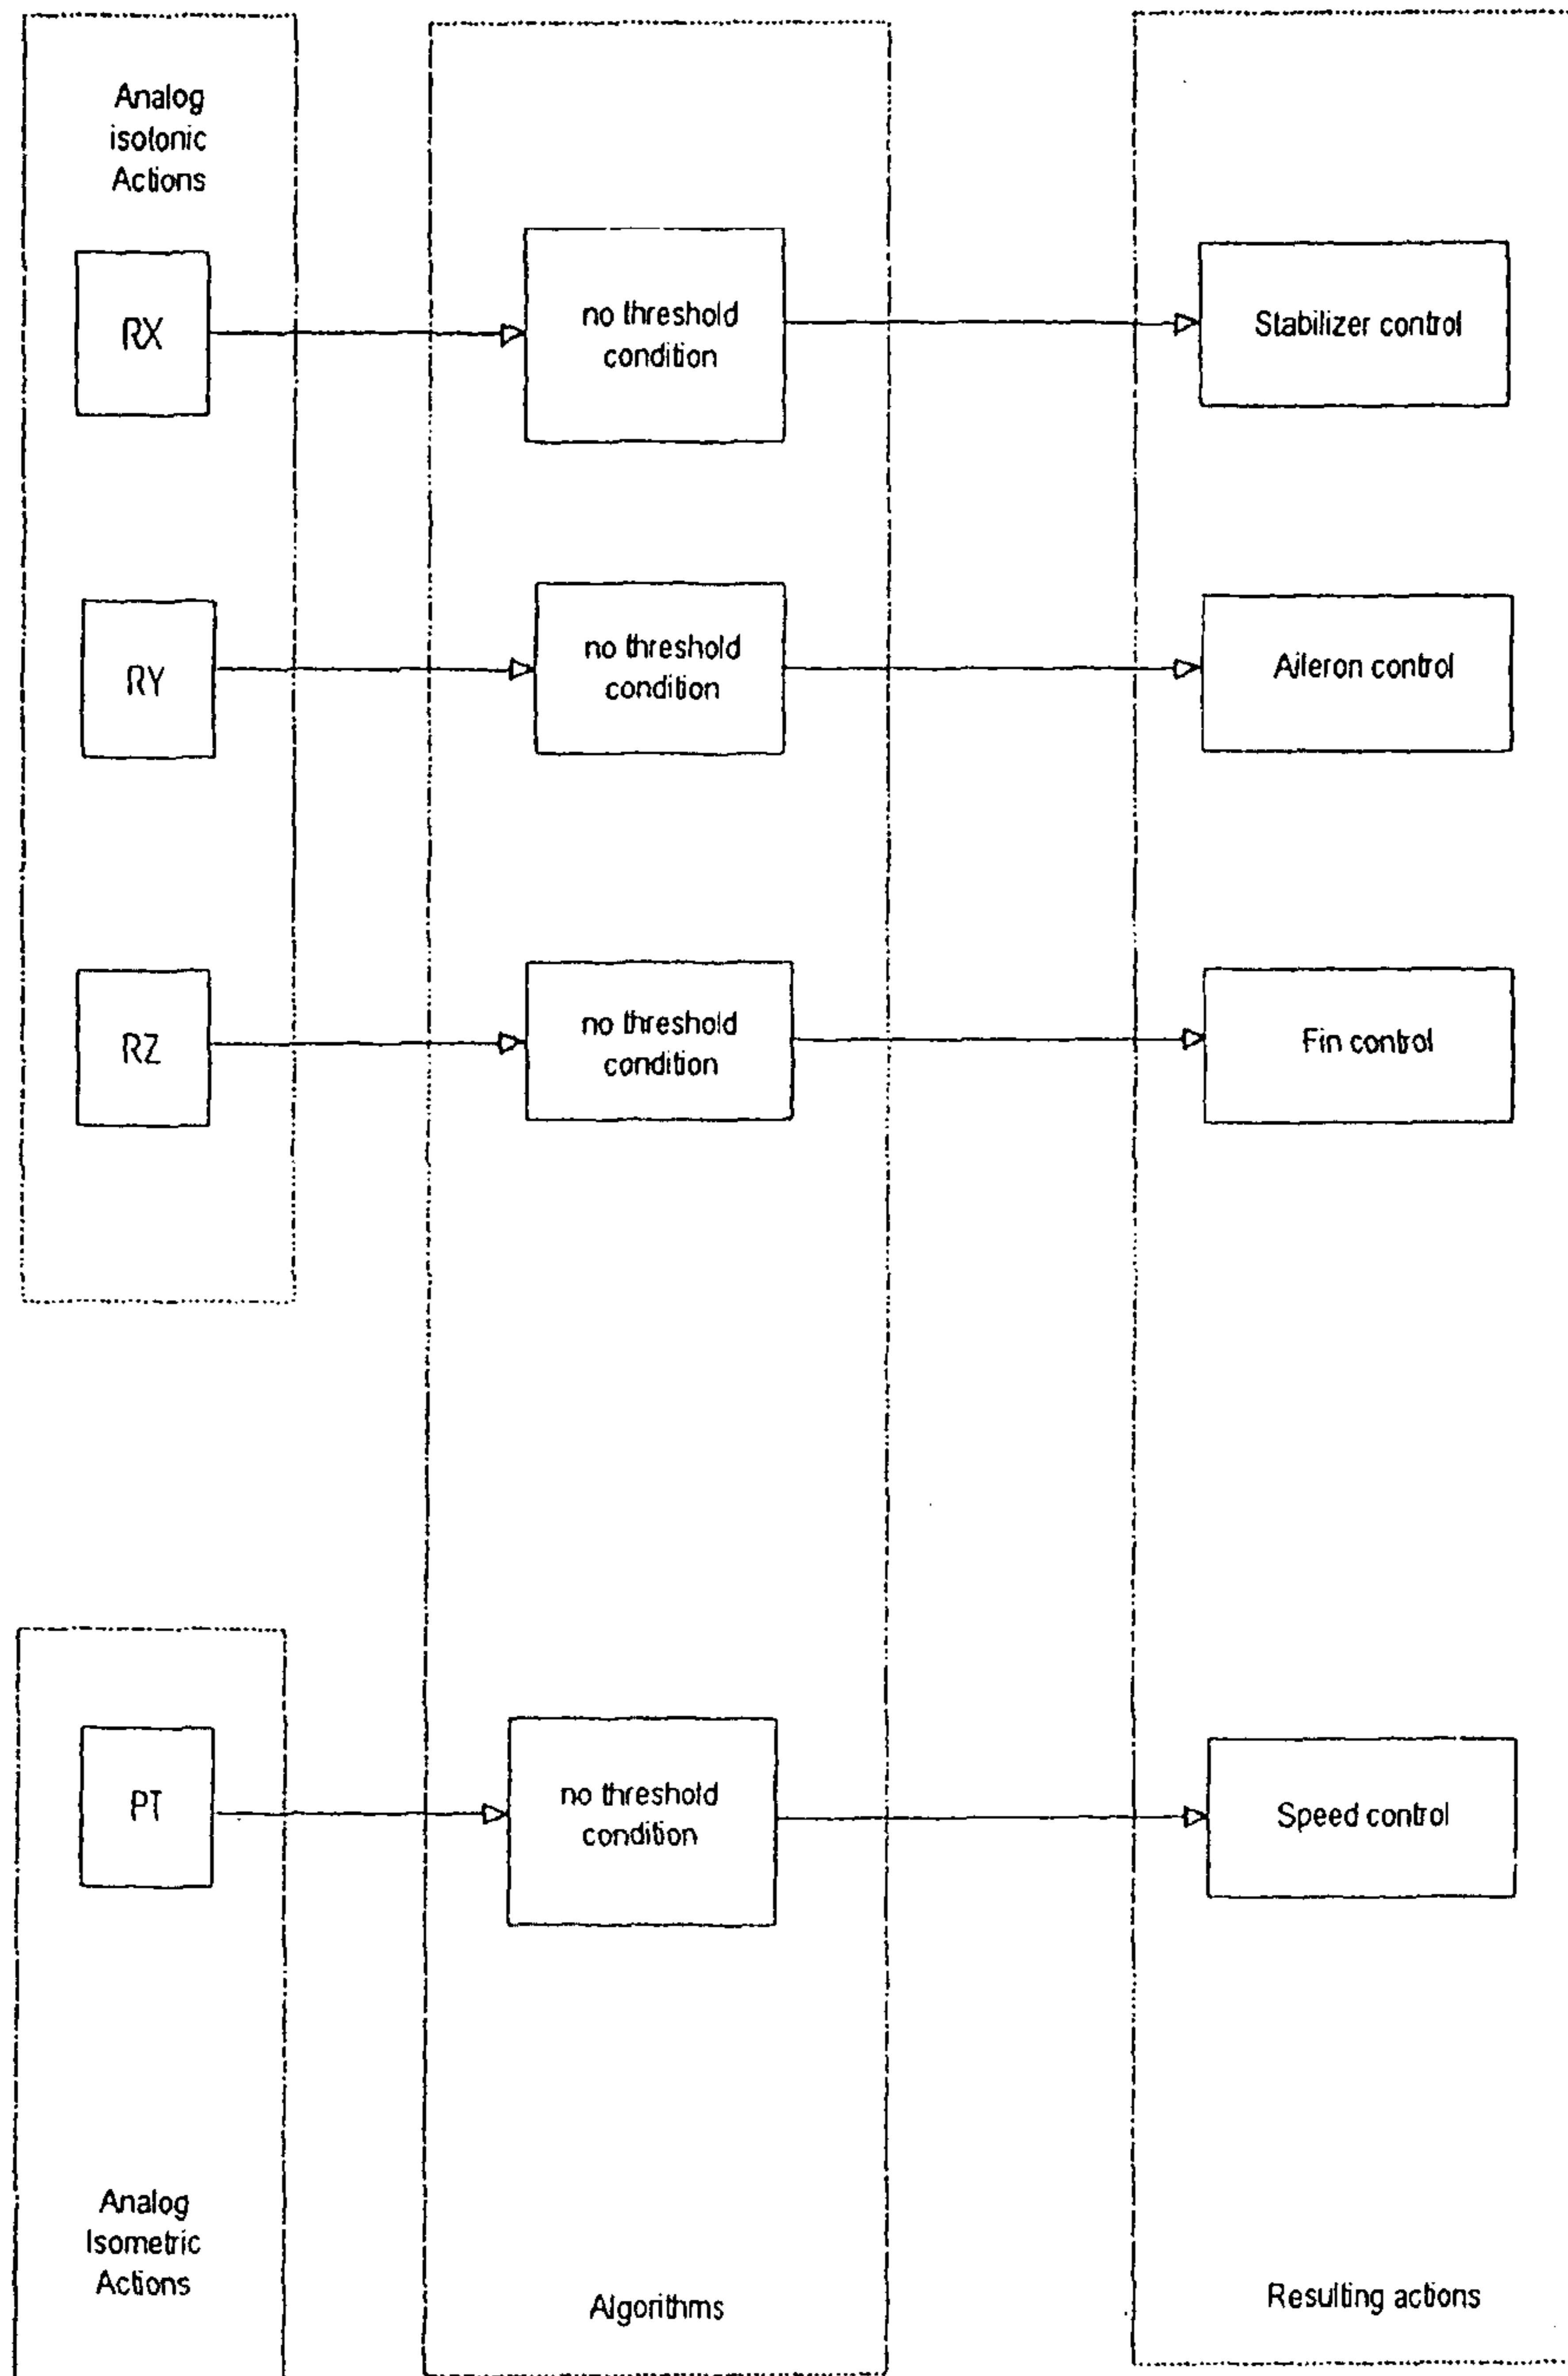 Analog
isotonic
Actions
RX
no threshold
condition
Stabilizer control
RY
no threshold
condition
Aileron control
RZ
no threshold
condition
Fin control
PT
no threshold
condition
Speed control
Analog
Isometric
Actions
Algorithms
Resulting actions